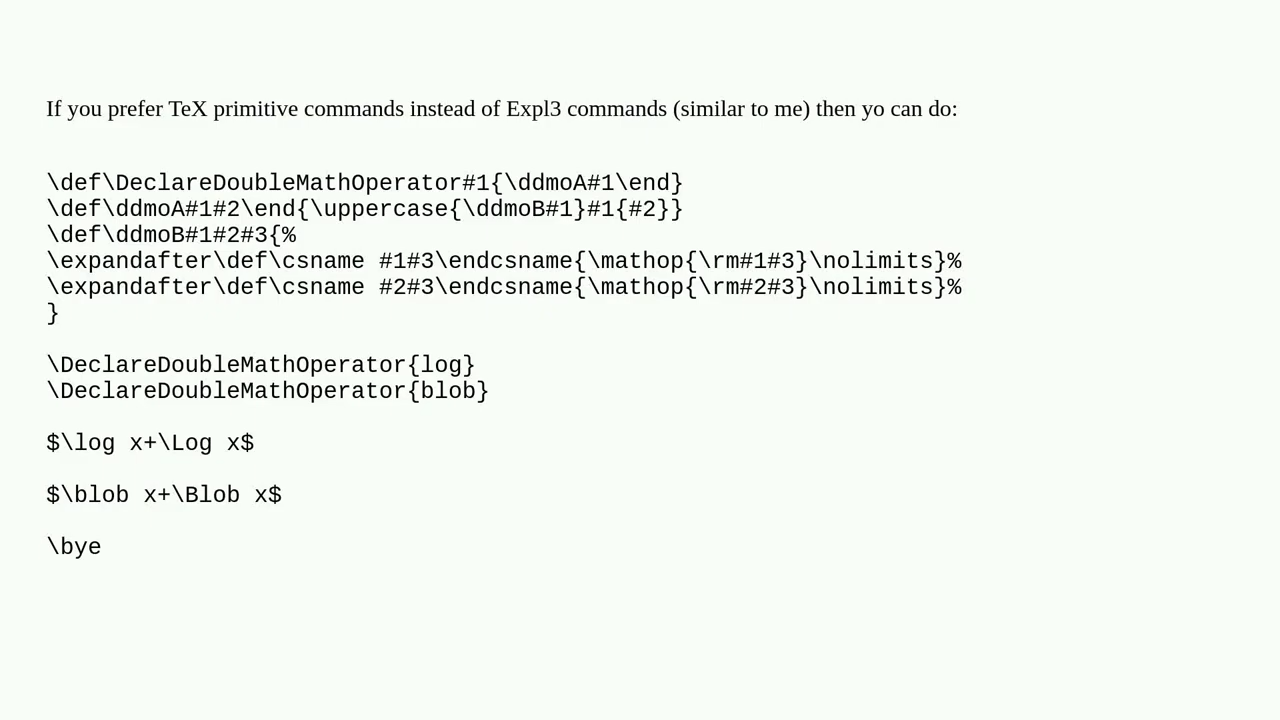 If you prefer TeX primitive commands instead of Expl3 commands (similar to me) then yo can do:
\def\DeclareDoubleMathOperator#1{\ddmoA#1\end}
\def\ddmoA#1#2\end{\uppercase{\ddmoB#1}#1{#2}}
\def\ddmoB#1#2#3{%
\expandafter\def\csname #1#3\endcsname{\mathop{\rm#1#3}\nolimits}%
\expandafter\def\csname #2#3\endcsname{\mathop{\rm#2#3}\nolimits}%
}
\DeclareDoubleMathOperator{log}
\DeclareDoubleMathOperator{blob}
$\log x+\Log x$
$\blob x+\Blob x$
\bye